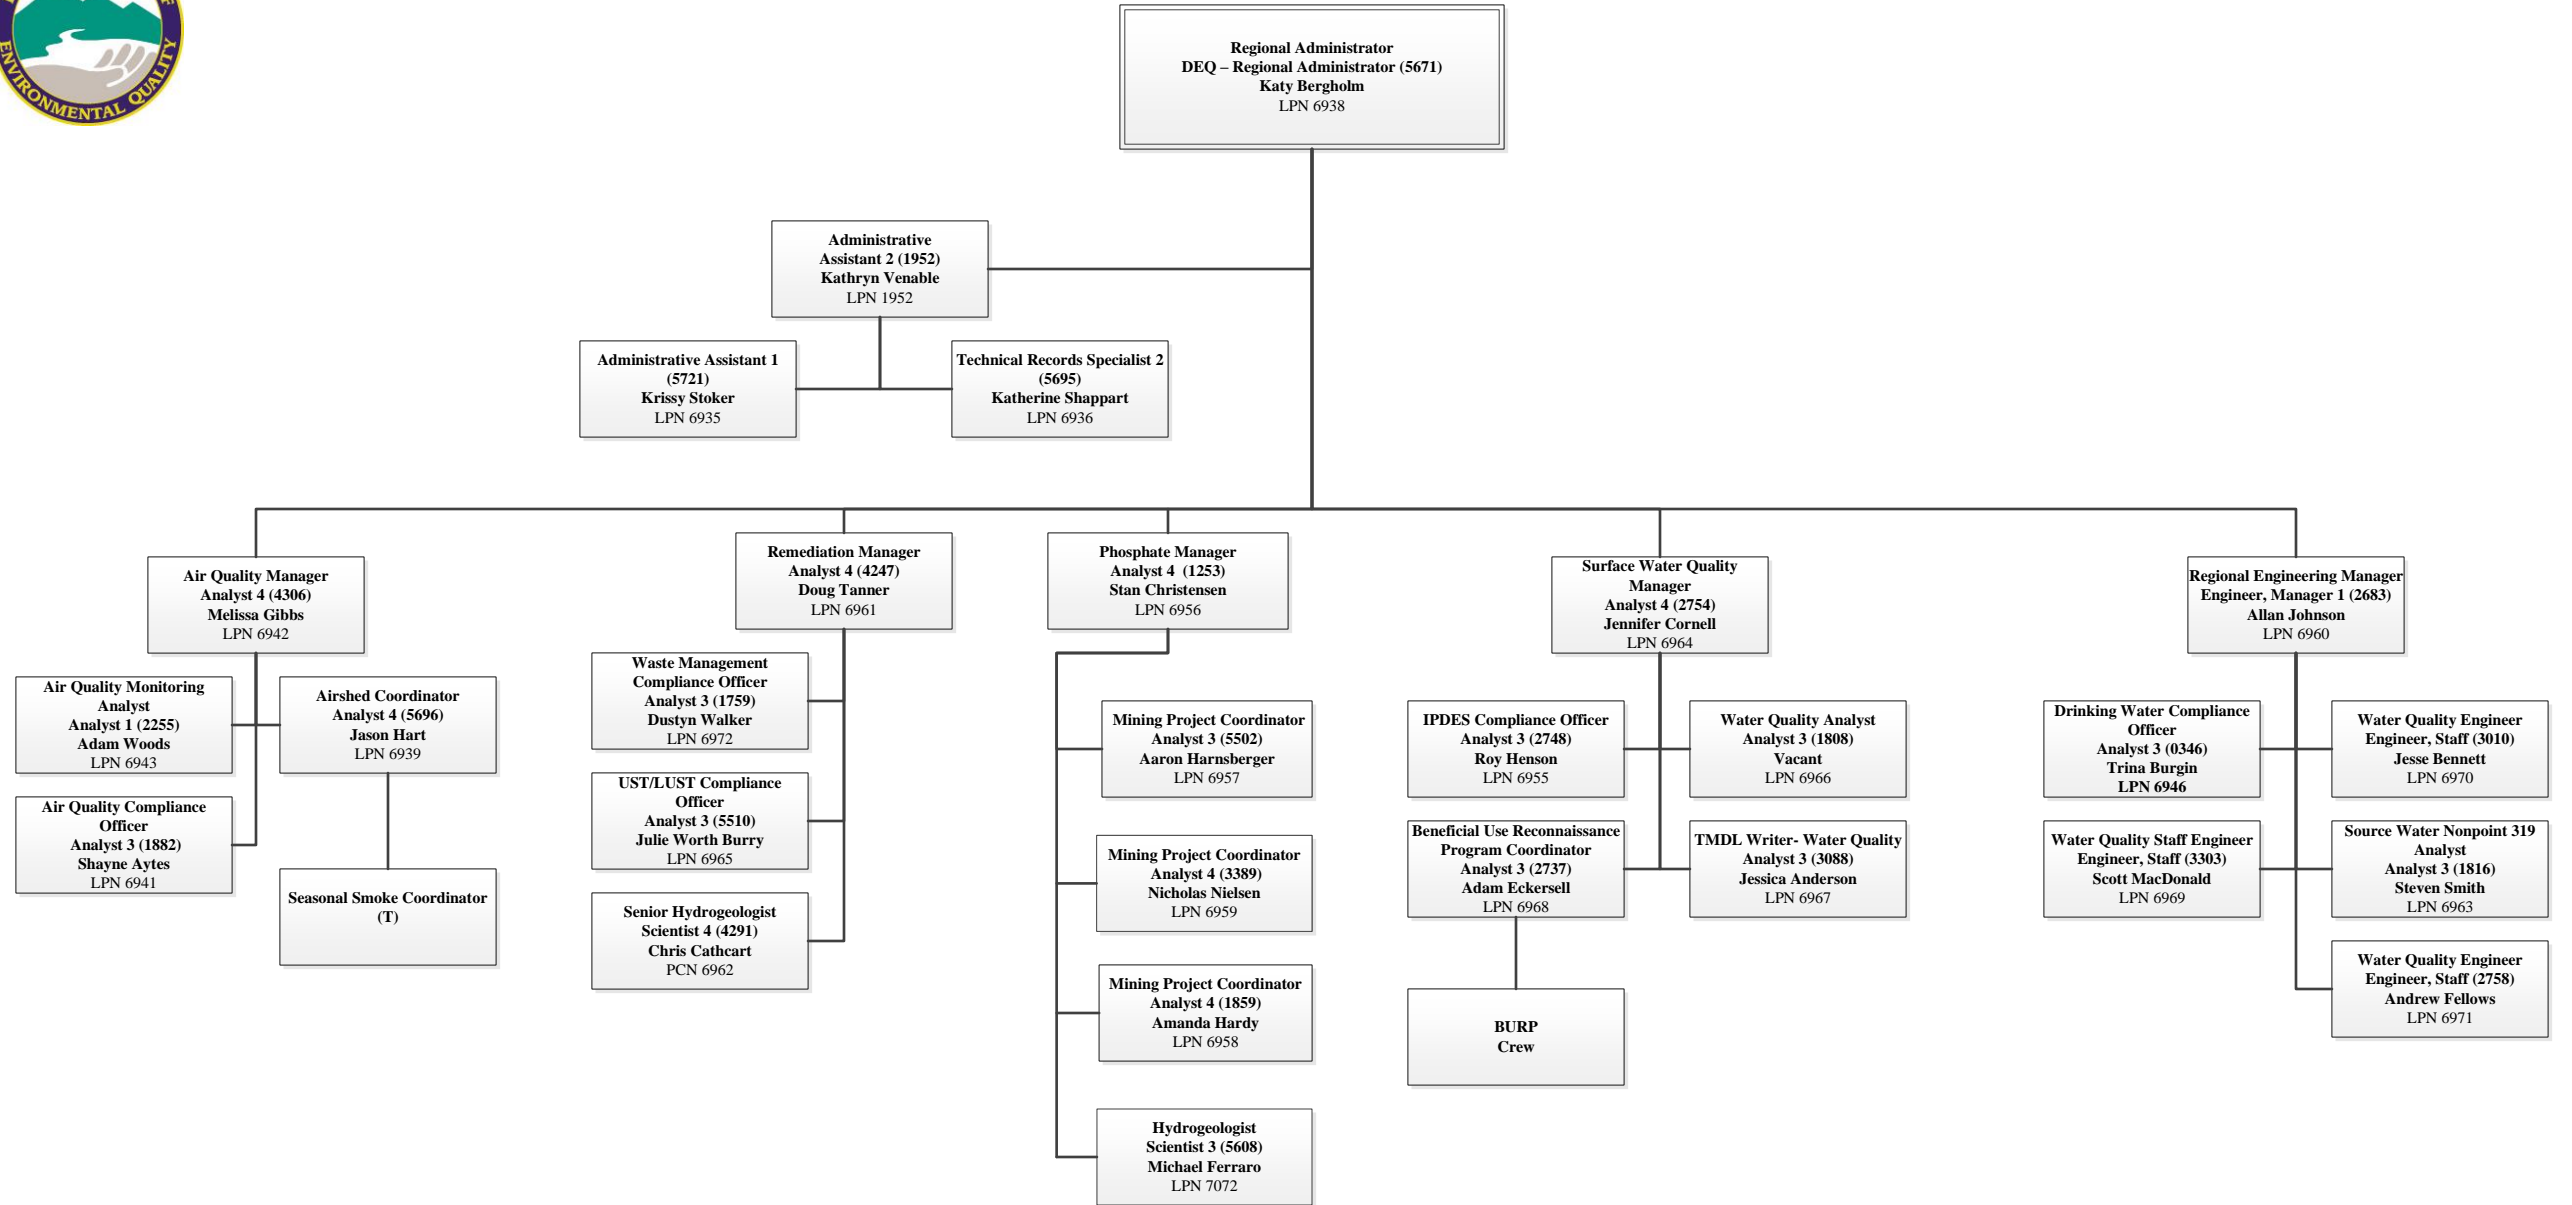 ENVIRONMENTAL QUALITY
Regional Administrator
DEQ – Regional Administrator (5671)
Katy Bergholm
LPN 6938
Administrative
Assistant 2 (1952)
Kathryn Venable
LPN 1952
Administrative Assistant 1
(5721)
Krissy Stoker
LPN 6935
Technical Records Specialist 2
(5695)
Katherine Shappart
LPN 6936
Air Quality Manager
Analyst 4 (4306)
Melissa Gibbs
LPN 6942
Air Quality Monitoring
Analyst
Analyst 1 (2255)
Adam Woods
LPN 6943
Airshed Coordinator
Analyst 4 (5696)
Jason Hart
LPN 6939
Air Quality Compliance
Officer
Analyst 3 (1882)
Shayne Aytes
LPN 6941
Seasonal Smoke Coordinator
(T)
Remediation Manager
Analyst 4 (4247)
Doug Tanner
LPN 6961
Waste Management
Compliance Officer
Analyst 3 (1759)
Dustyn Walker
LPN 6972
UST/LUST Compliance
Officer
Analyst 3 (5510)
Julie Worth Burry
LPN 6965
Senior Hydrogeologist
Scientist 4 (4291)
Chris Cathcart
PCN 6962
Phosphate Manager
Analyst 4 (1253)
Stan Christensen
LPN 6956
Mining Project Coordinator
Analyst 3 (5502)
Aaron Harnsberger
LPN 6957
Mining Project Coordinator
Analyst 4 (3389)
Nicholas Nielsen
LPN 6959
Mining Project Coordinator
Analyst 4 (1859)
Amanda Hardy
LPN 6958
Hydrogeologist
Scientist 3 (5608)
Michael Ferraro
LPN 7072
Surface Water Quality
Manager
Analyst 4 (2754)
Jennifer Cornell
LPN 6964
IPDES Compliance Officer
Analyst 3 (2748)
Roy Henson
LPN 6955
Water Quality Analyst
Analyst 3 (1808)
Vacant
LPN 6966
Beneficial Use Reconnaissance
Program Coordinator
Analyst 3 (2737)
Adam Eckersell
LPN 6968
TMDL Writer- Water Quality
Analyst 3 (3088)
Jessica Anderson
LPN 6967
BURP
Crew
Regional Engineering Manager
Engineer, Manager 1 (2683)
Allan Johnson
LPN 6960
Drinking Water Compliance
Officer
Analyst 3 (0346)
Trina Burgin
LPN 6946
Water Quality Engineer
Engineer, Staff (3010)
Jesse Bennett
LPN 6970
Water Quality Staff Engineer
Engineer, Staff (3303)
Scott MacDonald
LPN 6969
Source Water Nonpoint 319
Analyst
Analyst 3 (1816)
Steven Smith
LPN 6963
Water Quality Engineer
Engineer, Staff (2758)
Andrew Fellows
LPN 6971